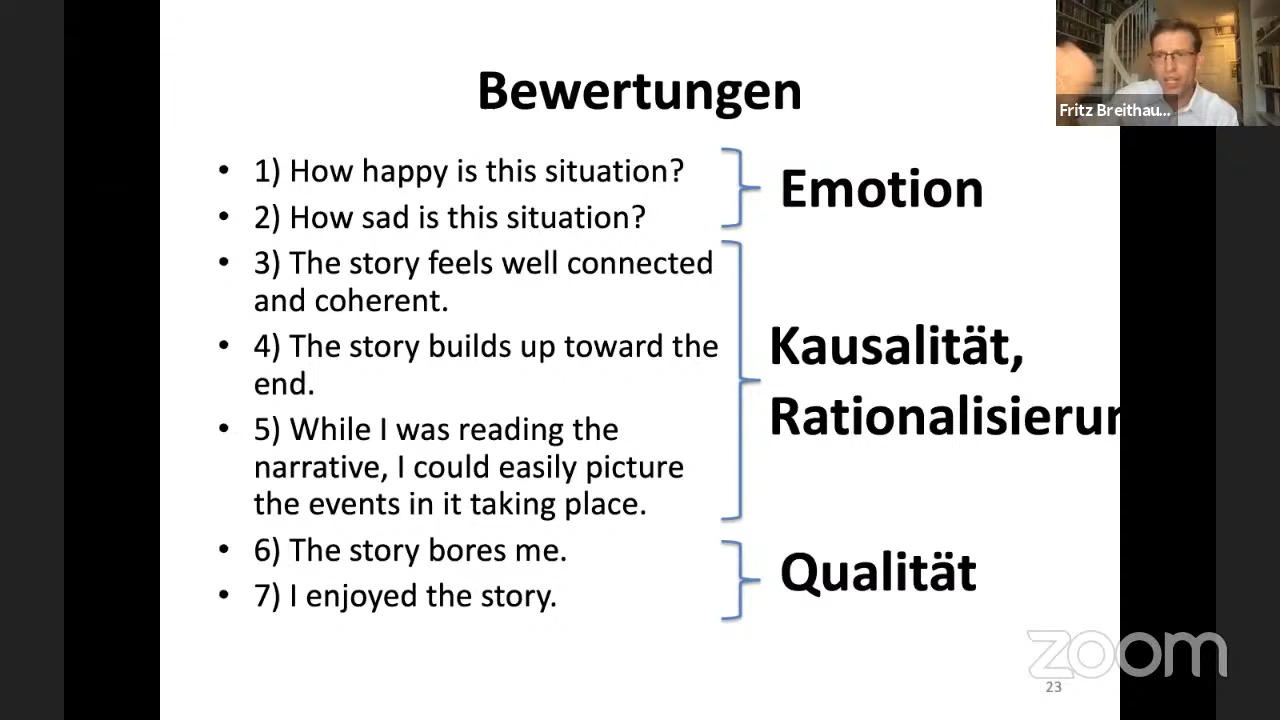 Bewertungen
• 1) How happy is this situation?
• 2) How sad is this situation?
Emotion
• 3) The story feels well connected
and coherent.
• 4) The story builds up toward the
end.
• 5) While I was reading the
narrative, I could easily picture
the events in it taking place.
Kausalität,
Rationalisierun
• 6) The story bores me.
• 7) I enjoyed the story.
Qualität
Fritz Breithau...
zoom
23